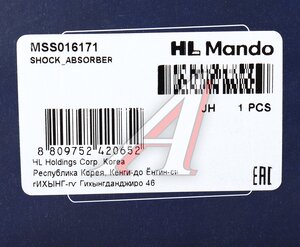 MSS016171
SHOCK_ABSORBER
HL Mando
JH 1 PCS
8 809752 420652
HL Holdings Corp. Korea
Республика Корея, Кенги-до Ёнгин-си
гиХЫНГ-гу Гихынгданджиро 46
EAC